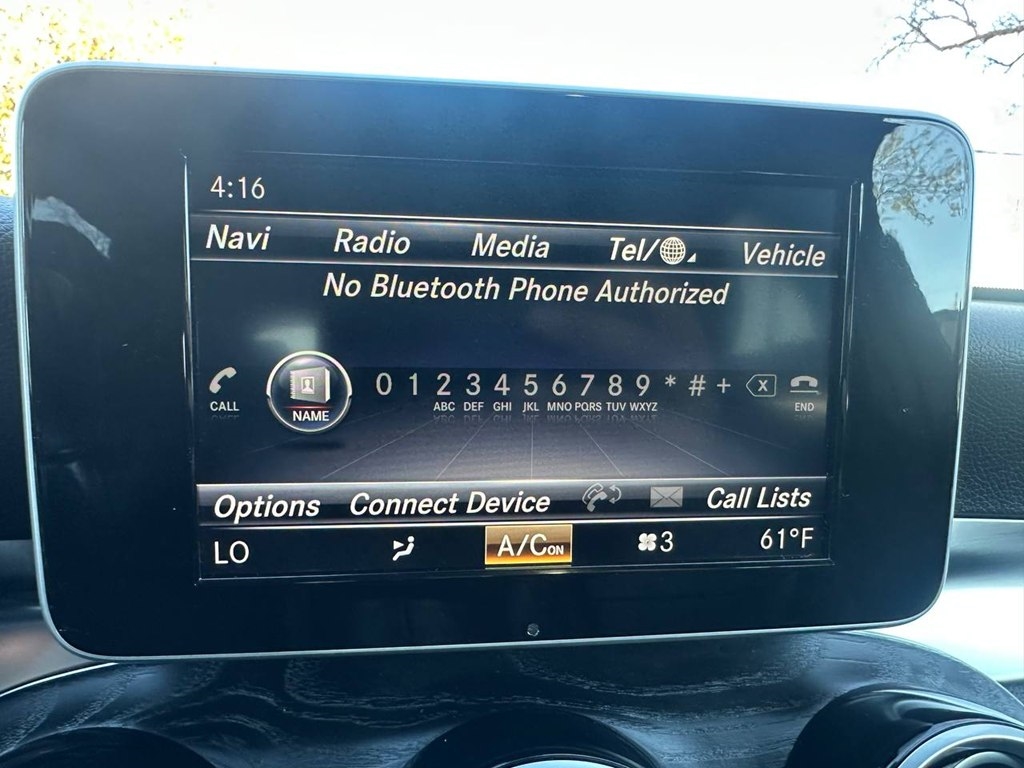 4:16
Navi Radio Media Tel/ Vehicle
No Bluetooth Phone Authorized
0 1 2 3 4 5 6 7 8 9 * # + X
CALL NAME ABC DEF GHI JKL MNO PQRS TUV WXYZ END
Options Connect Device Call Lists
LO A/C ON 3 61°F